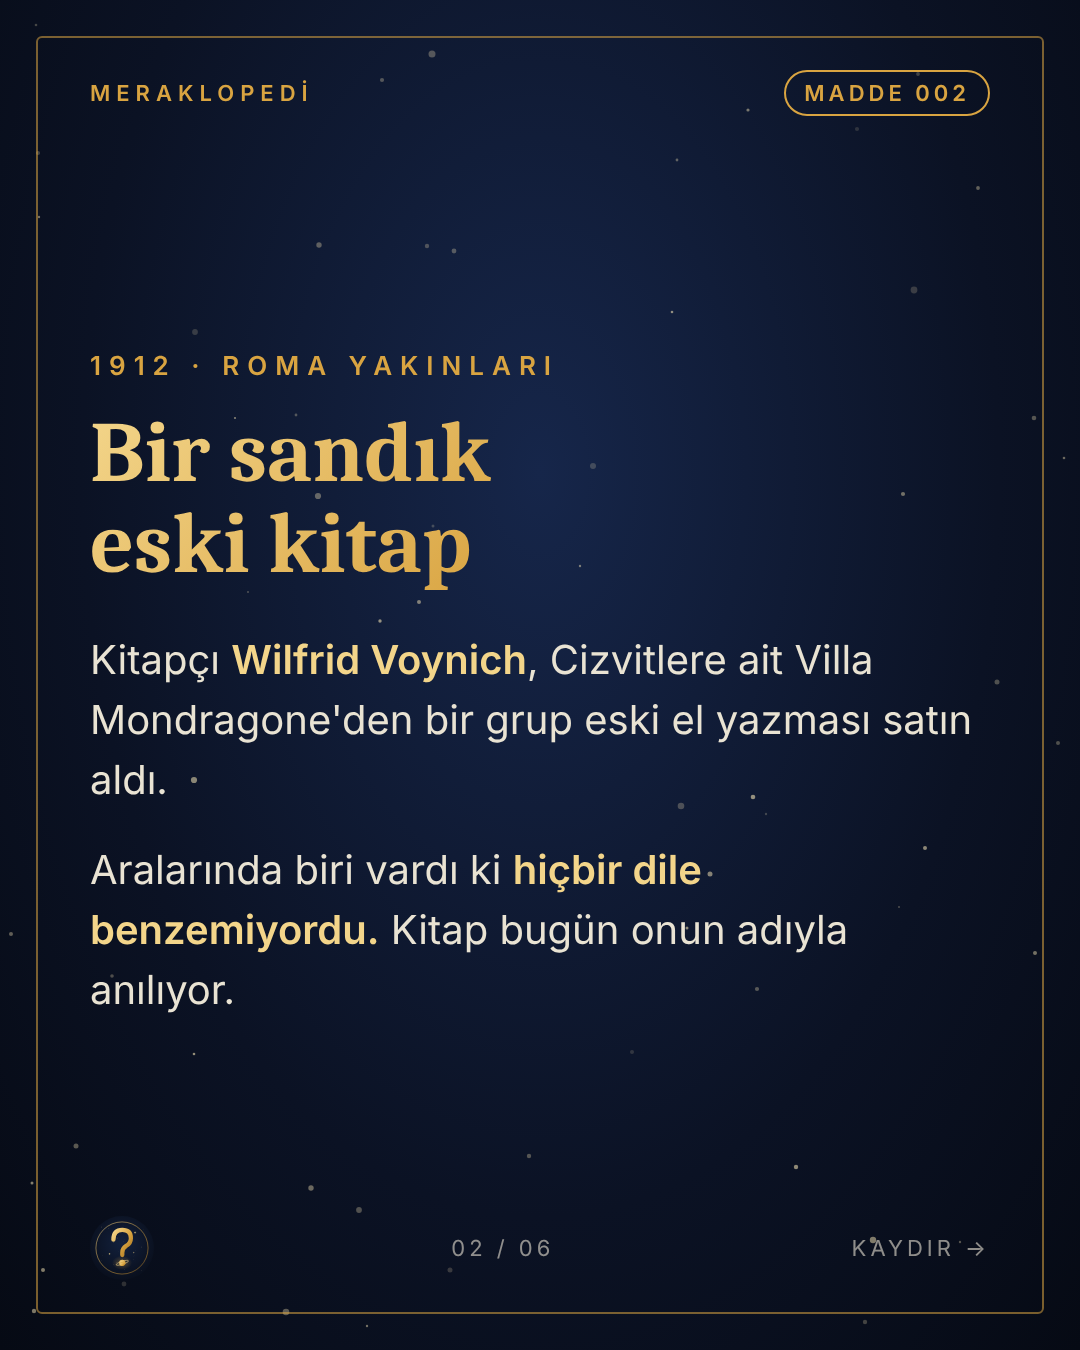 MERAKLOPEDİ
MADDE 002
1912 · ROMA YAKINLARI
Bir sandık
eski kitap
Kitapçı Wilfrid Voynich, Cizvitlere ait Villa
Mondragone'den bir grup eski el yazması satın
aldı.
Aralarında biri vardı ki hiçbir dile
benzemiyordu. Kitap bugün onun adıyla
anılıyor.
?
02 / 06
KAYDIR →